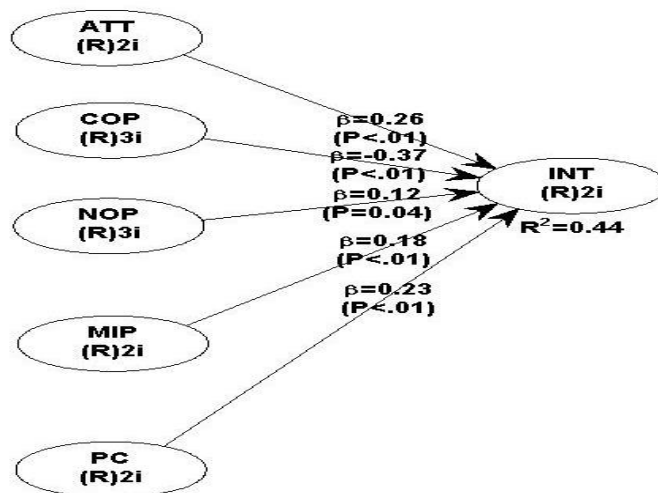 ATT
(R)2i
COP
(R)3i
NOP
(R)3i
MIP
(R)2i
PC
(R)2i
β=0.26
(P<.01)
β=-0.37
(P<.01)
β=0.12
(P=0.04)
β=0.18
(P<.01)
β=0.23
(P<.01)
INT
(R)2i
R²=0.44